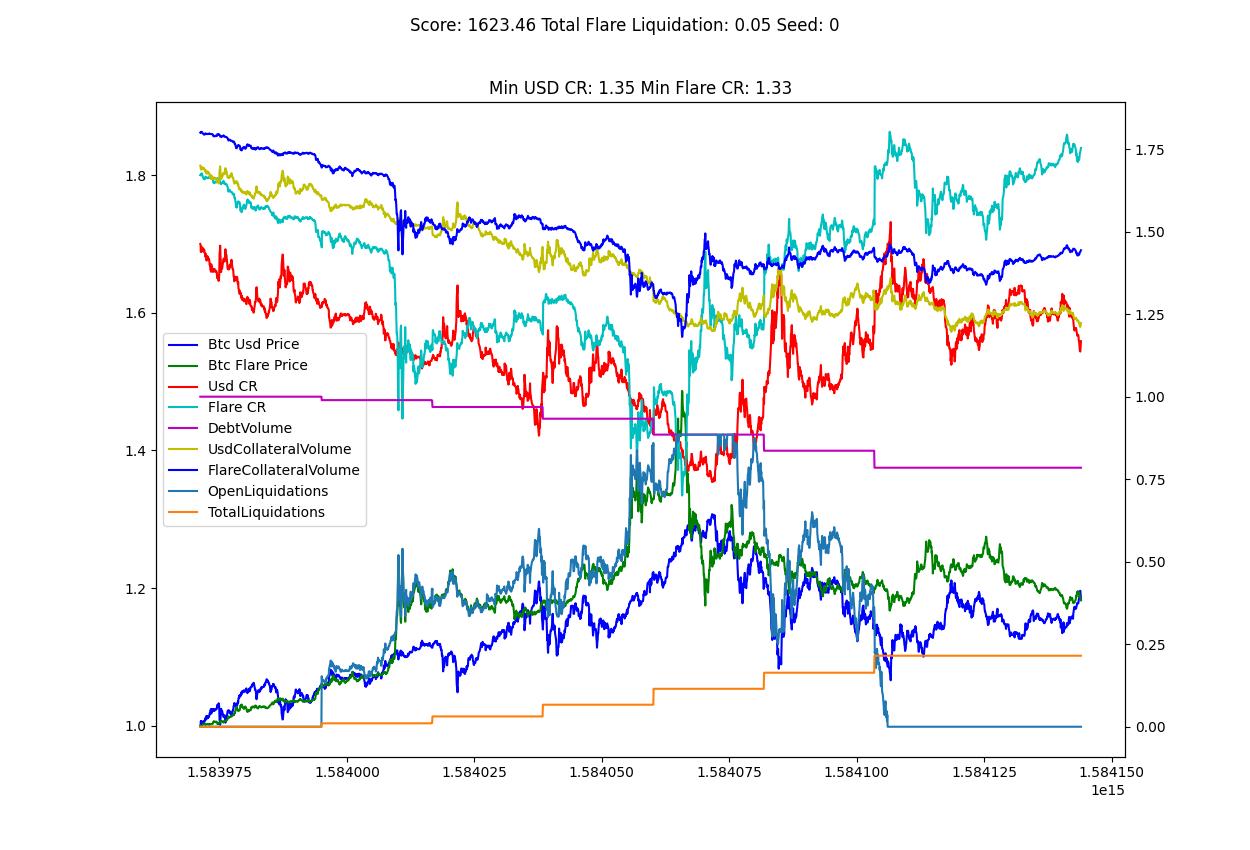 Score: 1623.46 Total Flare Liquidation: 0.05 Seed: 0
Min USD CR: 1.35 Min Flare CR: 1.33
1.8
1.6
1.4
1.2
1.0
Btc Usd Price
Btc Flare Price
Usd CR
Flare CR
DebtVolume
UsdCollateralVolume
FlareCollateralVolume
OpenLiquidations
TotalLiquidations
1.75
1.50
1.25
1.00
0.75
0.50
0.25
0.00
1.583975 1.584000 1.584025 1.584050 1.584075 1.584100 1.584125 1.584150
1e15